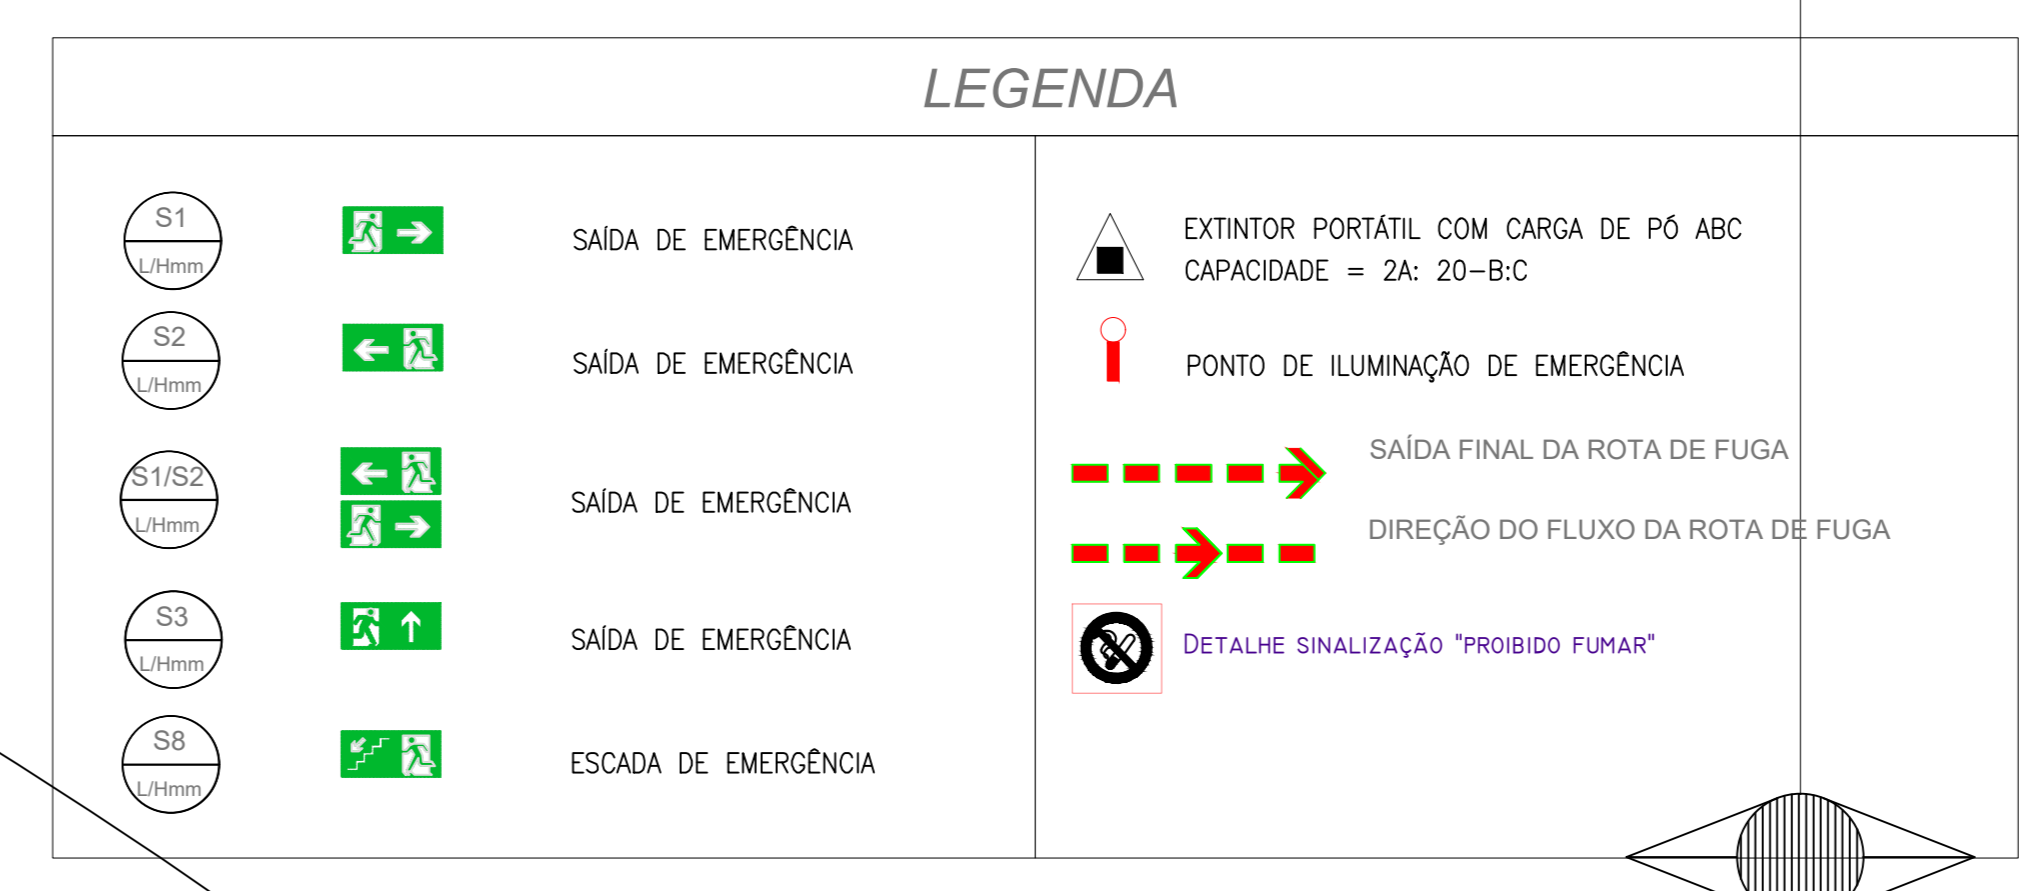 LEGENDA
S1
L/Hmm
SAÍDA DE EMERGÊNCIA
S2
L/Hmm
SAÍDA DE EMERGÊNCIA
S1/S2
L/Hmm
SAÍDA DE EMERGÊNCIA
S3
L/Hmm
SAÍDA DE EMERGÊNCIA
S8
L/Hmm
ESCADA DE EMERGÊNCIA
EXTINTOR PORTÁTIL COM CARGA DE PÓ ABC
CAPACIDADE = 2A: 20-B:C
PONTO DE ILUMINAÇÃO DE EMERGÊNCIA
SAÍDA FINAL DA ROTA DE FUGA
DIREÇÃO DO FLUXO DA ROTA DE FUGA
DETALHE SINALIZAÇÃO "PROIBIDO FUMAR"